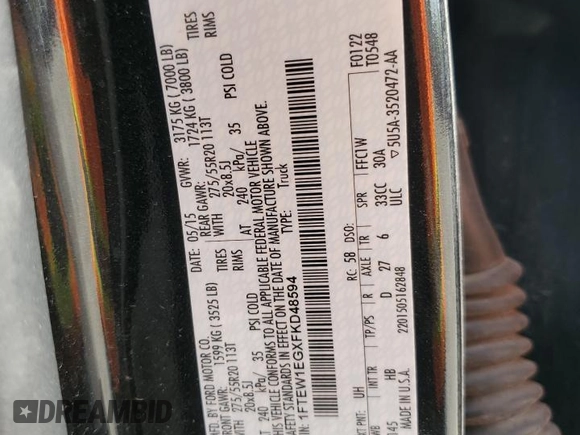 MFD. BY FORD MOTOR CO.
DATE: 05/15 GVWR: 3175 KG ( 7000 LB)
FRONT GAWR: 1599 KG ( 3525 LB) REAR GAWR: 1724 KG ( 3800 LB)
WITH 275/55R20 113T TIRES WITH 275/55R20 113T TIRES
20x8.5J RIMS 20x8.5J RIMS
AT 240 kPa/ 35 PSI COLD AT 240 kPa/ 35 PSI COLD
THIS VEHICLE CONFORMS TO ALL APPLICABLE FEDERAL MOTOR VEHICLE
SAFETY STANDARDS IN EFFECT ON THE DATE OF MANUFACTURE SHOWN ABOVE.
1FTEW1EGXFKD48594 TYPE: Truck
F0122
T0548
EXT PNT: UH RC: 58 DSO: FFC1W
WB INT TR TP/PS R AXLE TR SPR 30A
145 HB D 27 6 33CC
MADE IN U.S.A. ULC ▽5U5A-3520472-AA
2201505162848
DREAMBID